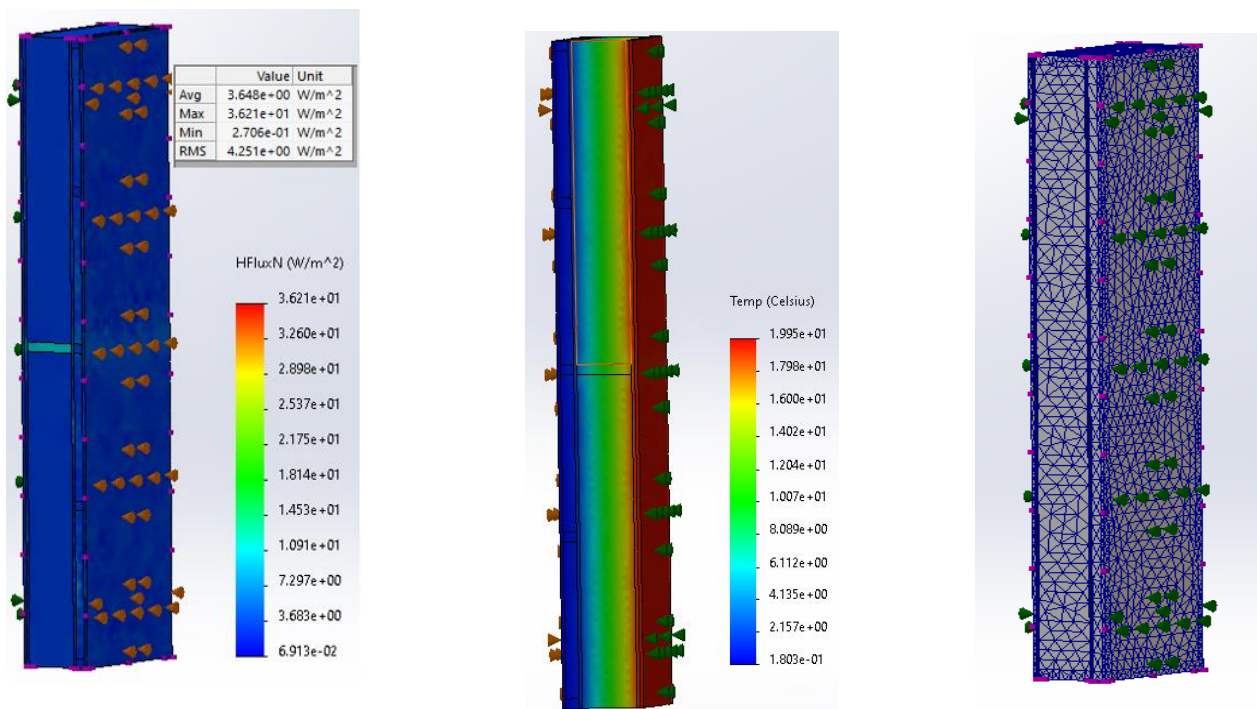 Value Unit
Avg 3.648e+00 W/m^2
Max 3.621e+01 W/m^2
Min 2.706e-01 W/m^2
RMS 4.251e+00 W/m^2
HFluxN (W/m^2)
3.621e+01
3.260e+01
2.898e+01
2.537e+01
2.175e+01
1.814e+01
1.453e+01
1.091e+01
7.297e+00
3.683e+00
6.913e-02
Temp (Celsius)
1.995e+01
1.798e+01
1.600e+01
1.402e+01
1.204e+01
1.007e+01
8.089e+00
6.112e+00
4.135e+00
2.157e+00
1.803e-01